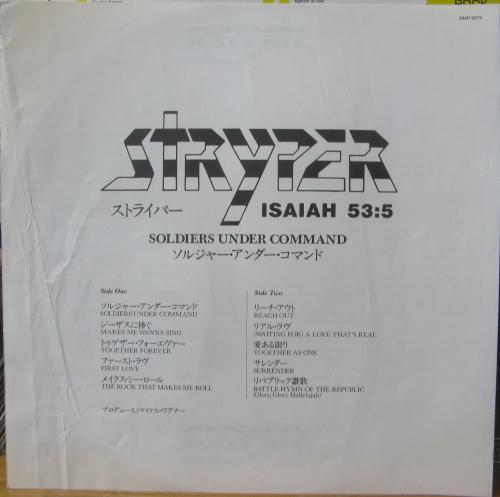 28AP 3073
STRYPER
ストライパー
ISAIAH 53:5
SOLDIERS UNDER COMMAND
ソルジャー・アンダー・コマンド
Side One
ソルジャー・アンダー・コマンド
SOLDIERS UNDER COMMAND
ジーザスに捧ぐ
MAKES ME WANNA SING
トゥゲザー・フォーエヴァー
TOGETHER FOREVER
ファースト・ラヴ
FIRST LOVE
メイクス・ミー・ロール
THE ROCK THAT MAKES ME ROLL
プロデュース:マイケル・ワグナー
Side Two
リーチ・アウト
REACH OUT
リアル・ラヴ
(WAITING FOR) A LOVE THAT'S REAL
愛ある限り
TOGETHER AS ONE
サレンダー
SURRENDER
リパブリック讃歌
BATTLE HYMN OF THE REPUBLIC
(Glory, Glory Hallelujah)